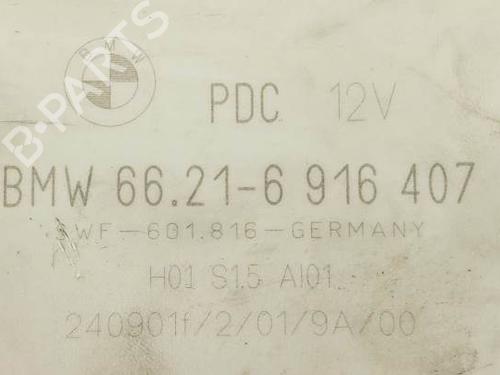 BMW
B-PARTS
PDC 12V
BMW 66.21-6 916 407
SWF-601.816-GERMANY
H01 S1.5 AI01
240901f/2/01/9A/00